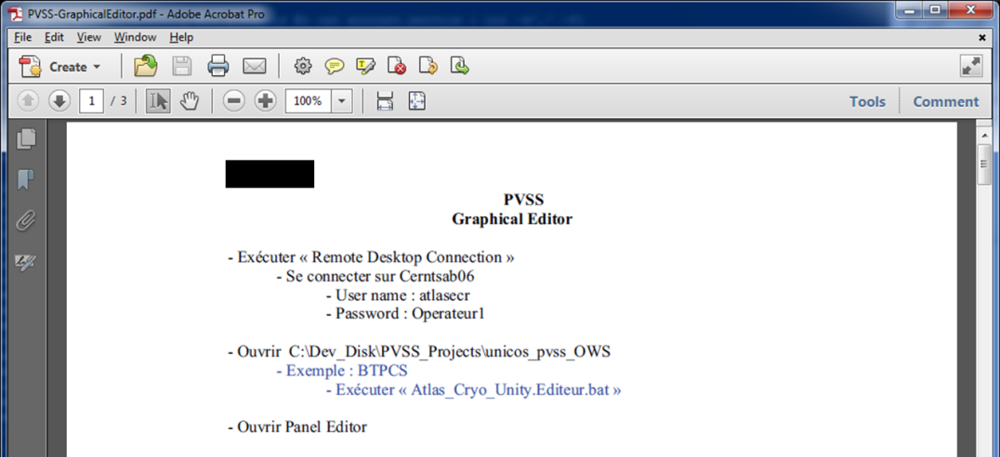 PVSS-GraphicalEditor.pdf - Adobe Acrobat Pro
File Edit View Window Help
Create
1 / 3 100% Tools Comment
PVSS
Graphical Editor
- Exécuter « Remote Desktop Connection »
- Se connecter sur Cerntsab06
- User name : atlasecr
- Password : Operateur1
- Ouvrir C:\Dev_Disk\PVSS_Projects\unicos_pvss_OWS
- Exemple : BTPCS
- Exécuter « Atlas_Cryo_Unity.Editeur.bat »
- Ouvrir Panel Editor